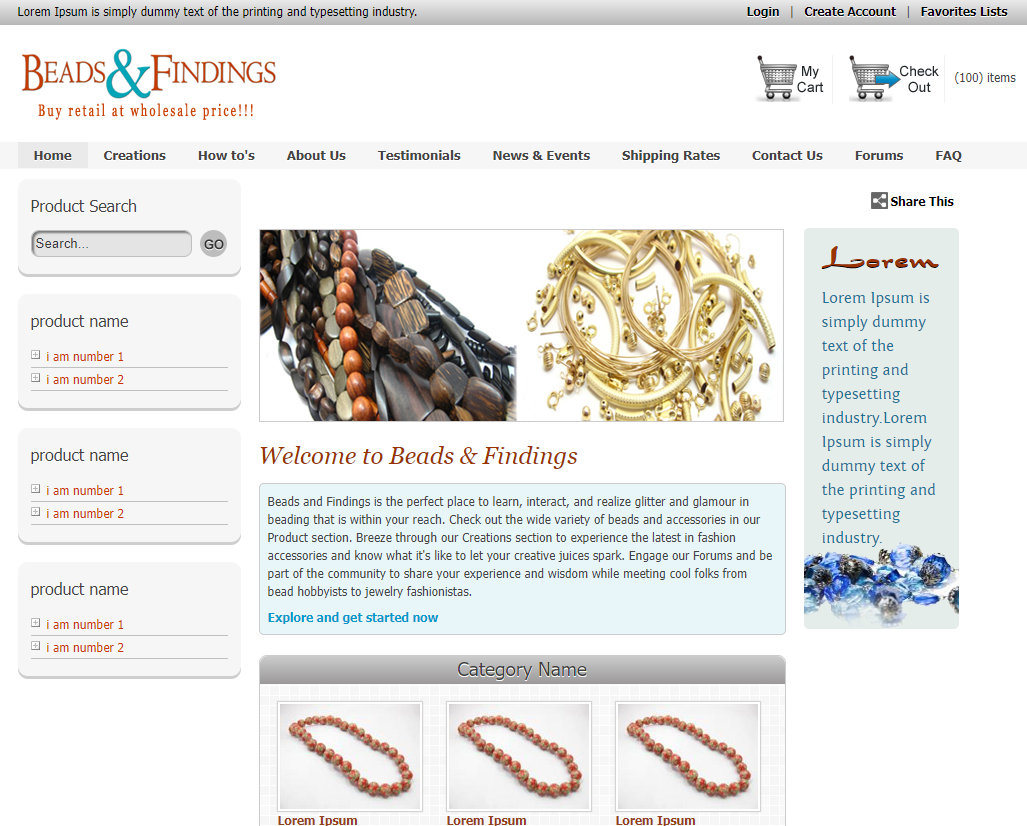 Lorem Ipsum is simply dummy text of the printing and typesetting industry.
Login | Create Account | Favorites Lists
BEADS&FINDINGS
Buy retail at wholesale price!!!
My
Cart
Check
Out
(100) items
Home Creations How to's About Us Testimonials News & Events Shipping Rates Contact Us Forums FAQ
Product Search
Search...
GO
product name
i am number 1
i am number 2
product name
i am number 1
i am number 2
product name
i am number 1
i am number 2
Share This
Welcome to Beads & Findings
Beads and Findings is the perfect place to learn, interact, and realize glitter and glamour in
beading that is within your reach. Check out the wide variety of beads and accessories in our
Product section. Breeze through our Creations section to experience the latest in fashion
accessories and know what it's like to let your creative juices spark. Engage our Forums and be
part of the community to share your experience and wisdom while meeting cool folks from
bead hobbyists to jewelry fashionistas.
Explore and get started now
Category Name
Lorem Ipsum
Lorem Ipsum
Lorem Ipsum
Lorem
Lorem Ipsum is
simply dummy
text of the
printing and
typesetting
industry.Lorem
Ipsum is simply
dummy text of
the printing and
typesetting
industry.